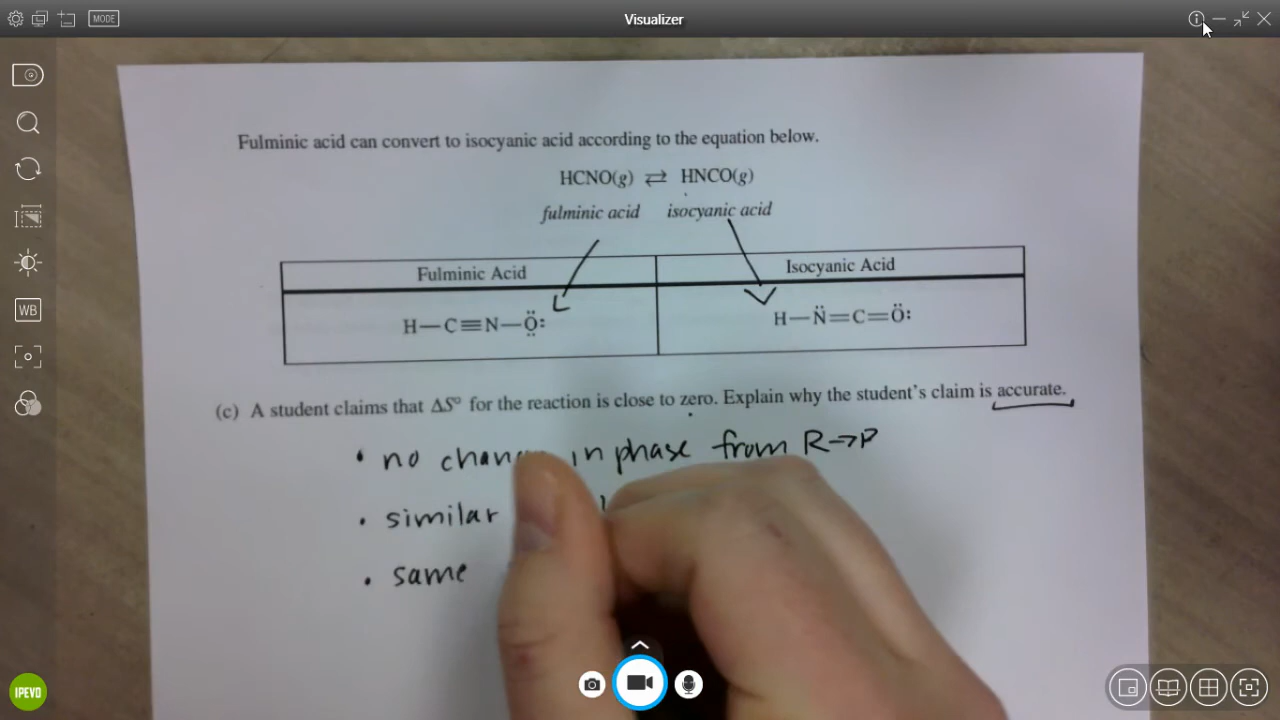 MODE
Visualizer
Fulminic acid can convert to isocyanic acid according to the equation below.
HCNO(g) ⇄ HNCO(g)
fulminic acid isocyanic acid
Fulminic Acid
Isocyanic Acid
H—C≡N—Ö:
H—N̈=C=Ö:
(c) A student claims that ΔS° for the reaction is close to zero. Explain why the student's claim is accurate.
• no change in phase from R→P
• similar
• same
WB
IPEVO